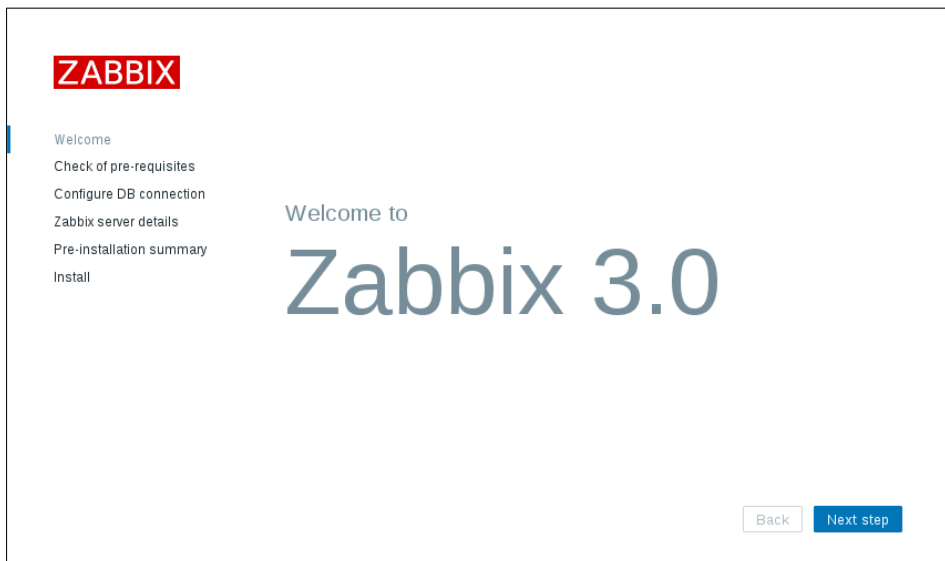 ZABBIX
Welcome
Check of pre-requisites
Configure DB connection
Zabbix server details
Pre-installation summary
Install
Welcome to
Zabbix 3.0
Back
Next step